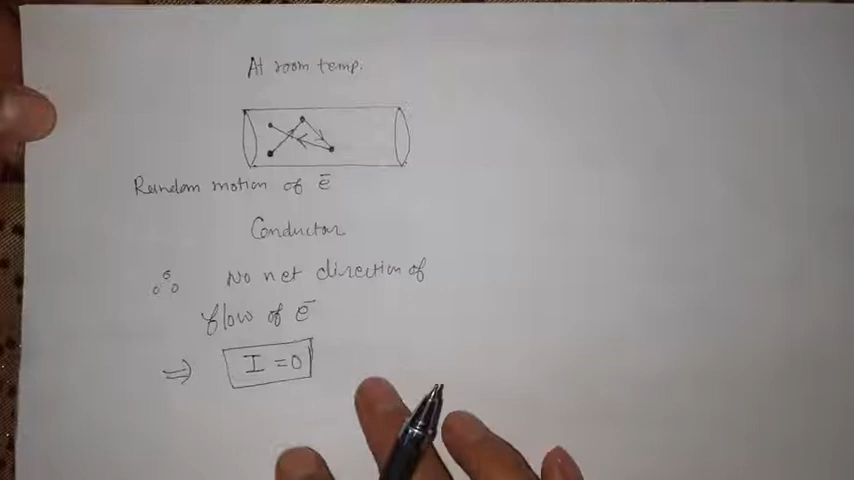 At room temp.
Random motion of ē
Conductor
∵ No net direction of
flow of ē
⇒ I = 0